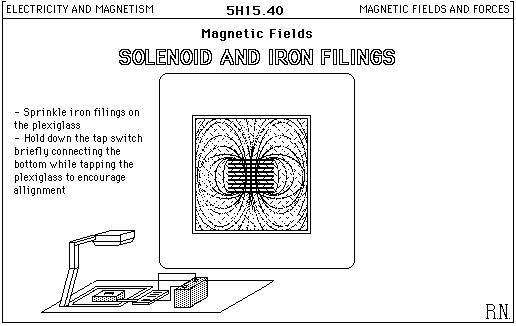 ELECTRICITY AND MAGNETISM 5H15.40 MAGNETIC FIELDS AND FORCES
Magnetic Fields
SOLENOID AND IRON FILINGS
- Sprinkle iron filings on
the plexiglass
- Hold down the tap switch
briefly connecting the
bottom while tapping the
plexiglass to encourage
allignment
R.N.